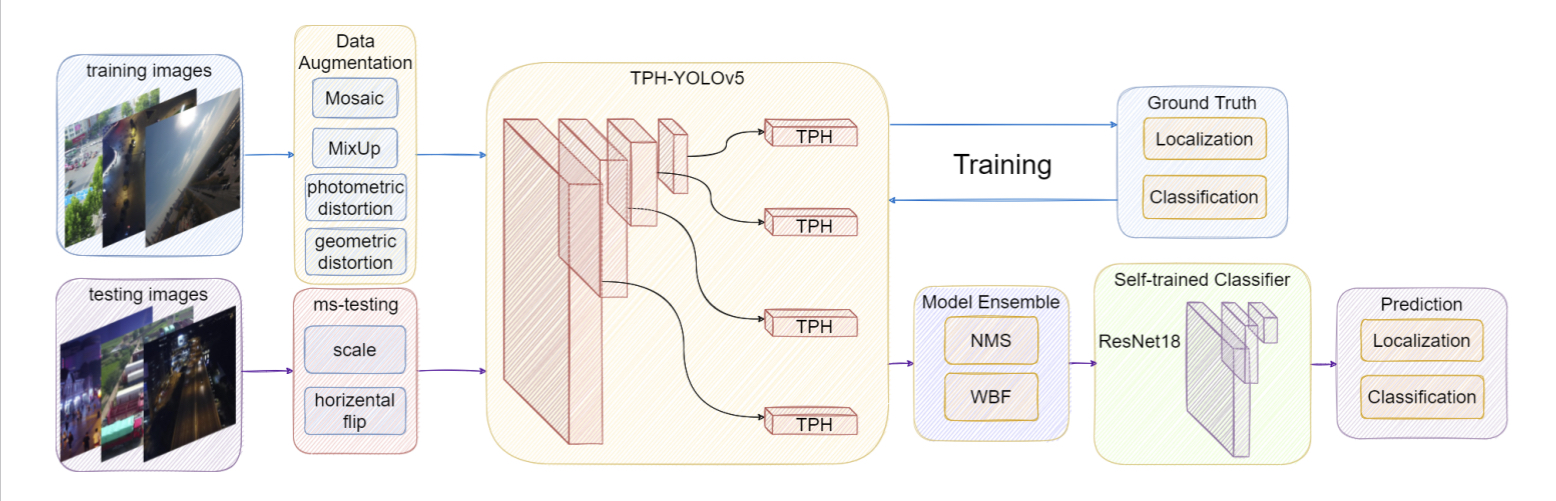 training images
Data
Augmentation
Mosaic
MixUp
photometric
distortion
geometric
distortion
testing images
ms-testing
scale
horizental
flip
TPH-YOLOv5
TPH
TPH
TPH
TPH
Training
Ground Truth
Localization
Classification
Model Ensemble
NMS
WBF
Self-trained Classifier
ResNet18
Prediction
Localization
Classification